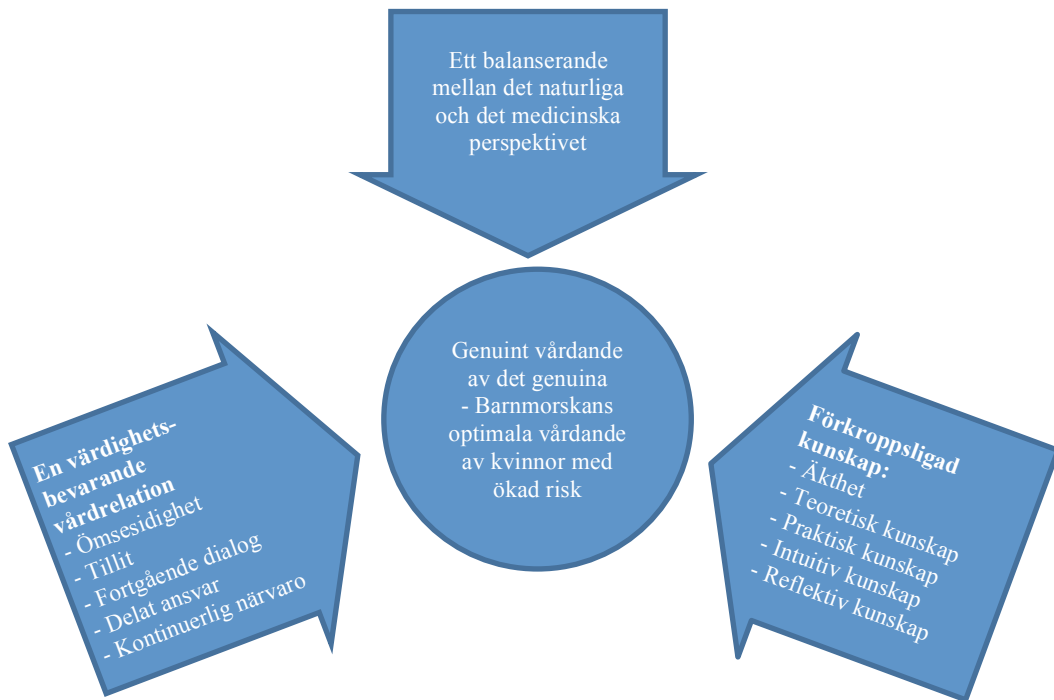 Ett balanserande
mellan det naturliga
och det medicinska
perspektivet
Genuint vårdande
av det genuina
- Barnmorskans
optimala vårdande
av kvinnor med
ökad risk
En värdighets-
bevarande
vårdrelation
- Ömsesidighet
- Tillit
- Fortgående dialog
- Delat ansvar
- Kontinuerlig närvaro
Förkroppsligad
kunskap:
- Äkthet
- Teoretisk kunskap
- Praktisk kunskap
- Intuitiv kunskap
- Reflektiv kunskap